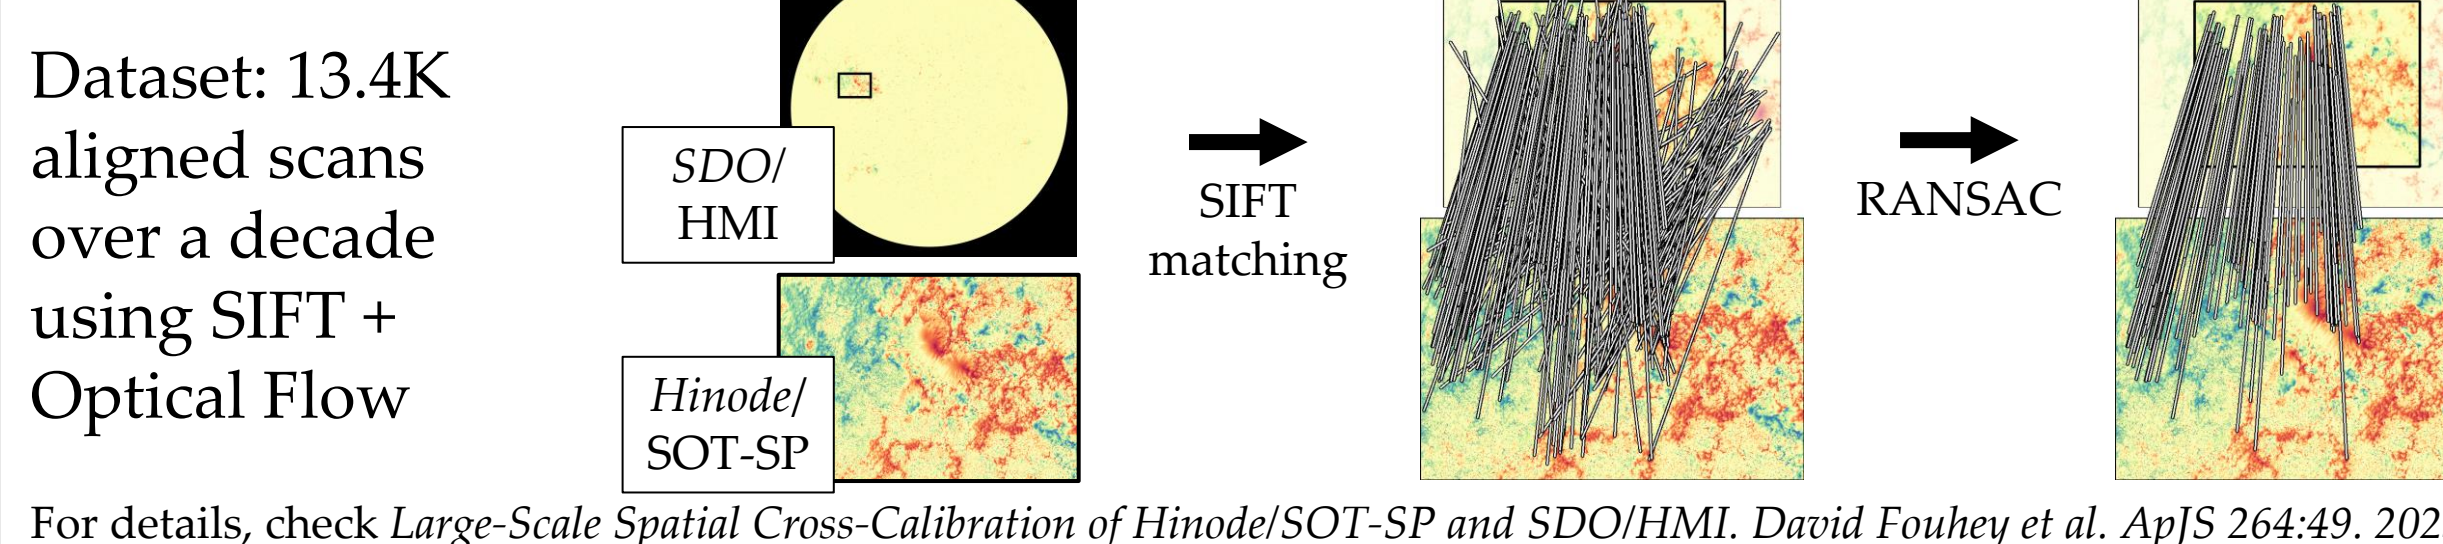 Dataset: 13.4K
aligned scans
over a decade
using SIFT +
Optical Flow
SDO/
HMI
Hinode/
SOT-SP
SIFT
matching
RANSAC
For details, check Large-Scale Spatial Cross-Calibration of Hinode/SOT-SP and SDO/HMI. David Fouhey et al. ApJS 264:49.